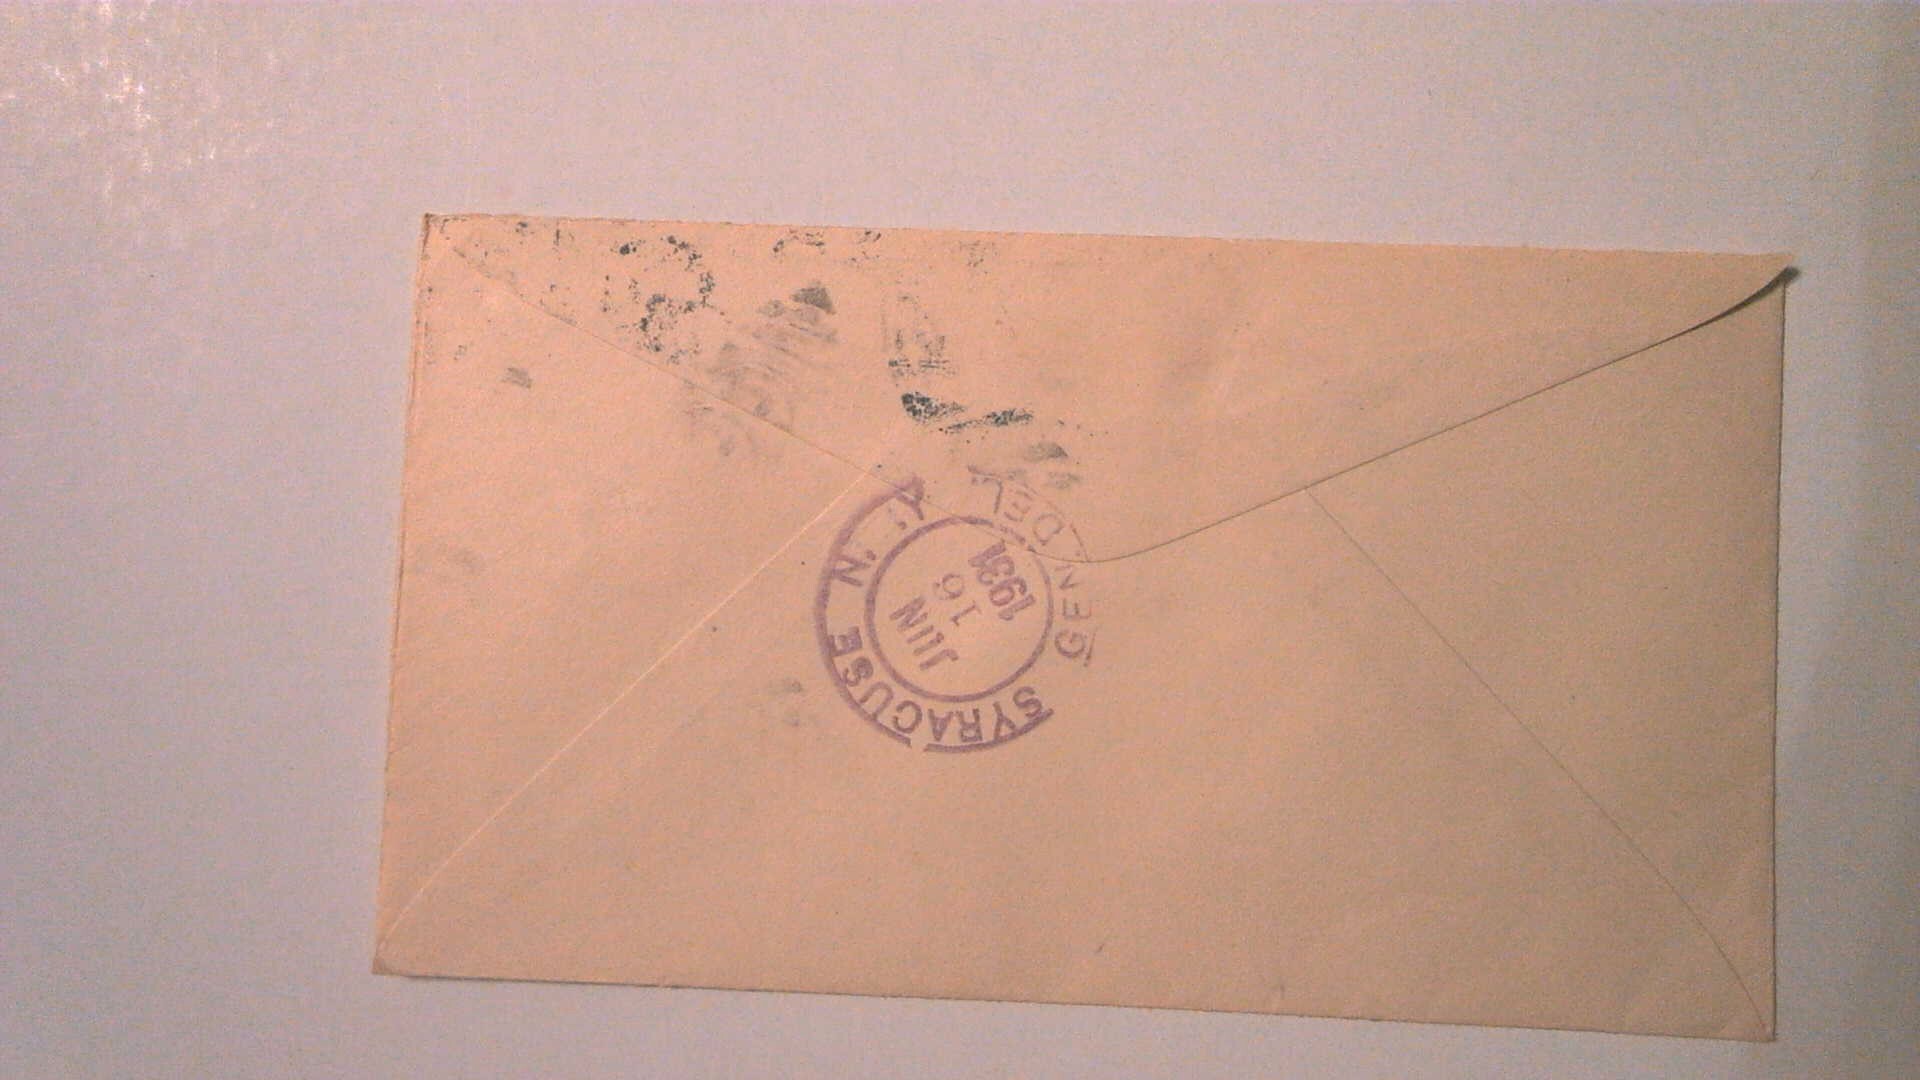 SYRACUSE N. Y.
GEN. DEL.
JUN
16
1931